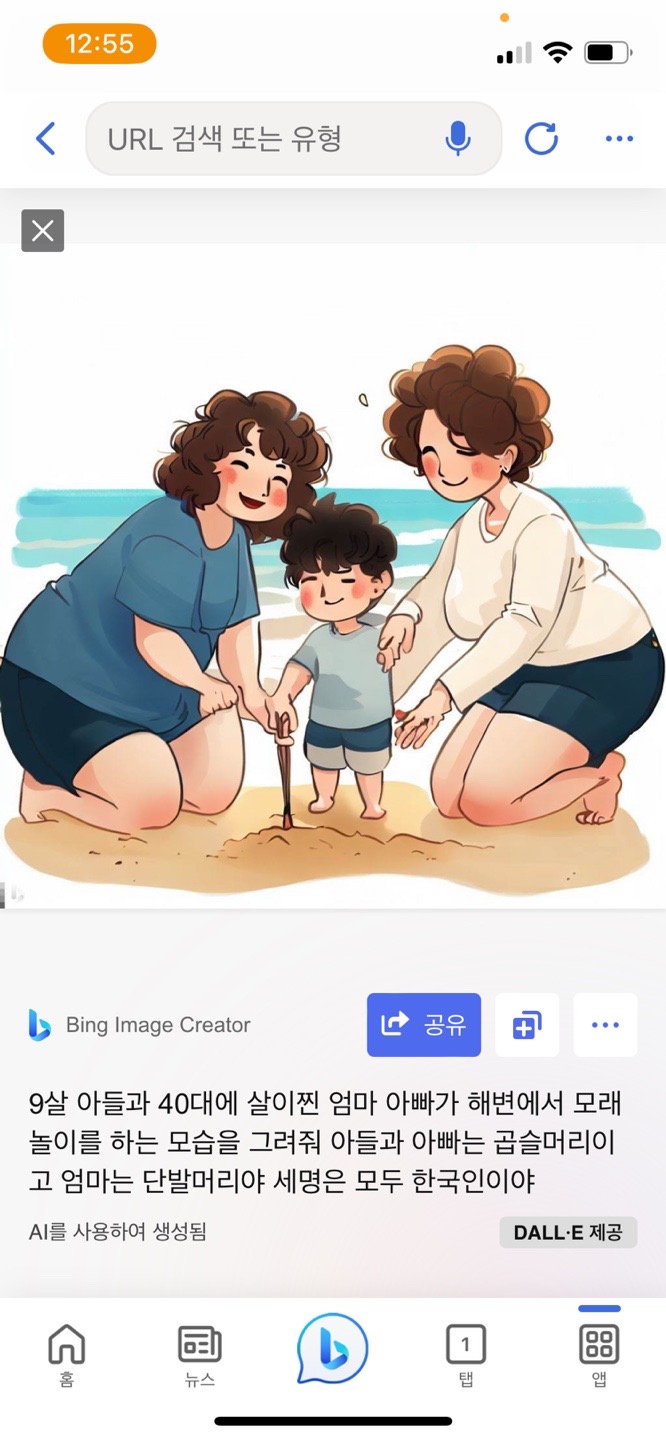 12:55
URL 검색 또는 유형
Bing Image Creator
공유
9살 아들과 40대에 살이찐 엄마 아빠가 해변에서 모래
놀이를 하는 모습을 그려줘 아들과 아빠는 곱슬머리이
고 엄마는 단발머리야 세명은 모두 한국인이야
AI를 사용하여 생성됨
DALL·E 제공
홈
뉴스
1
탭
앱